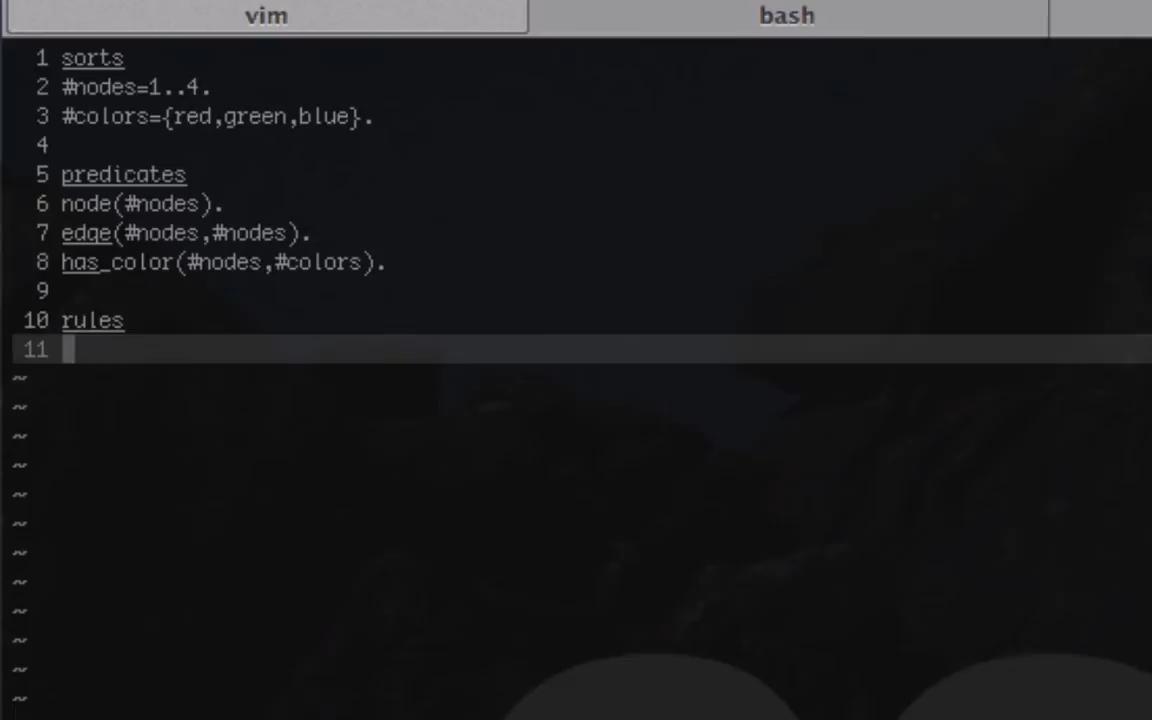 vim bash
1 sorts
2 #nodes=1..4.
3 #colors={red,green,blue}.
4
5 predicates
6 node(#nodes).
7 edge(#nodes,#nodes).
8 has_color(#nodes,#colors).
9
10 rules
11
~
~
~
~
~
~
~
~
~
~
~
~